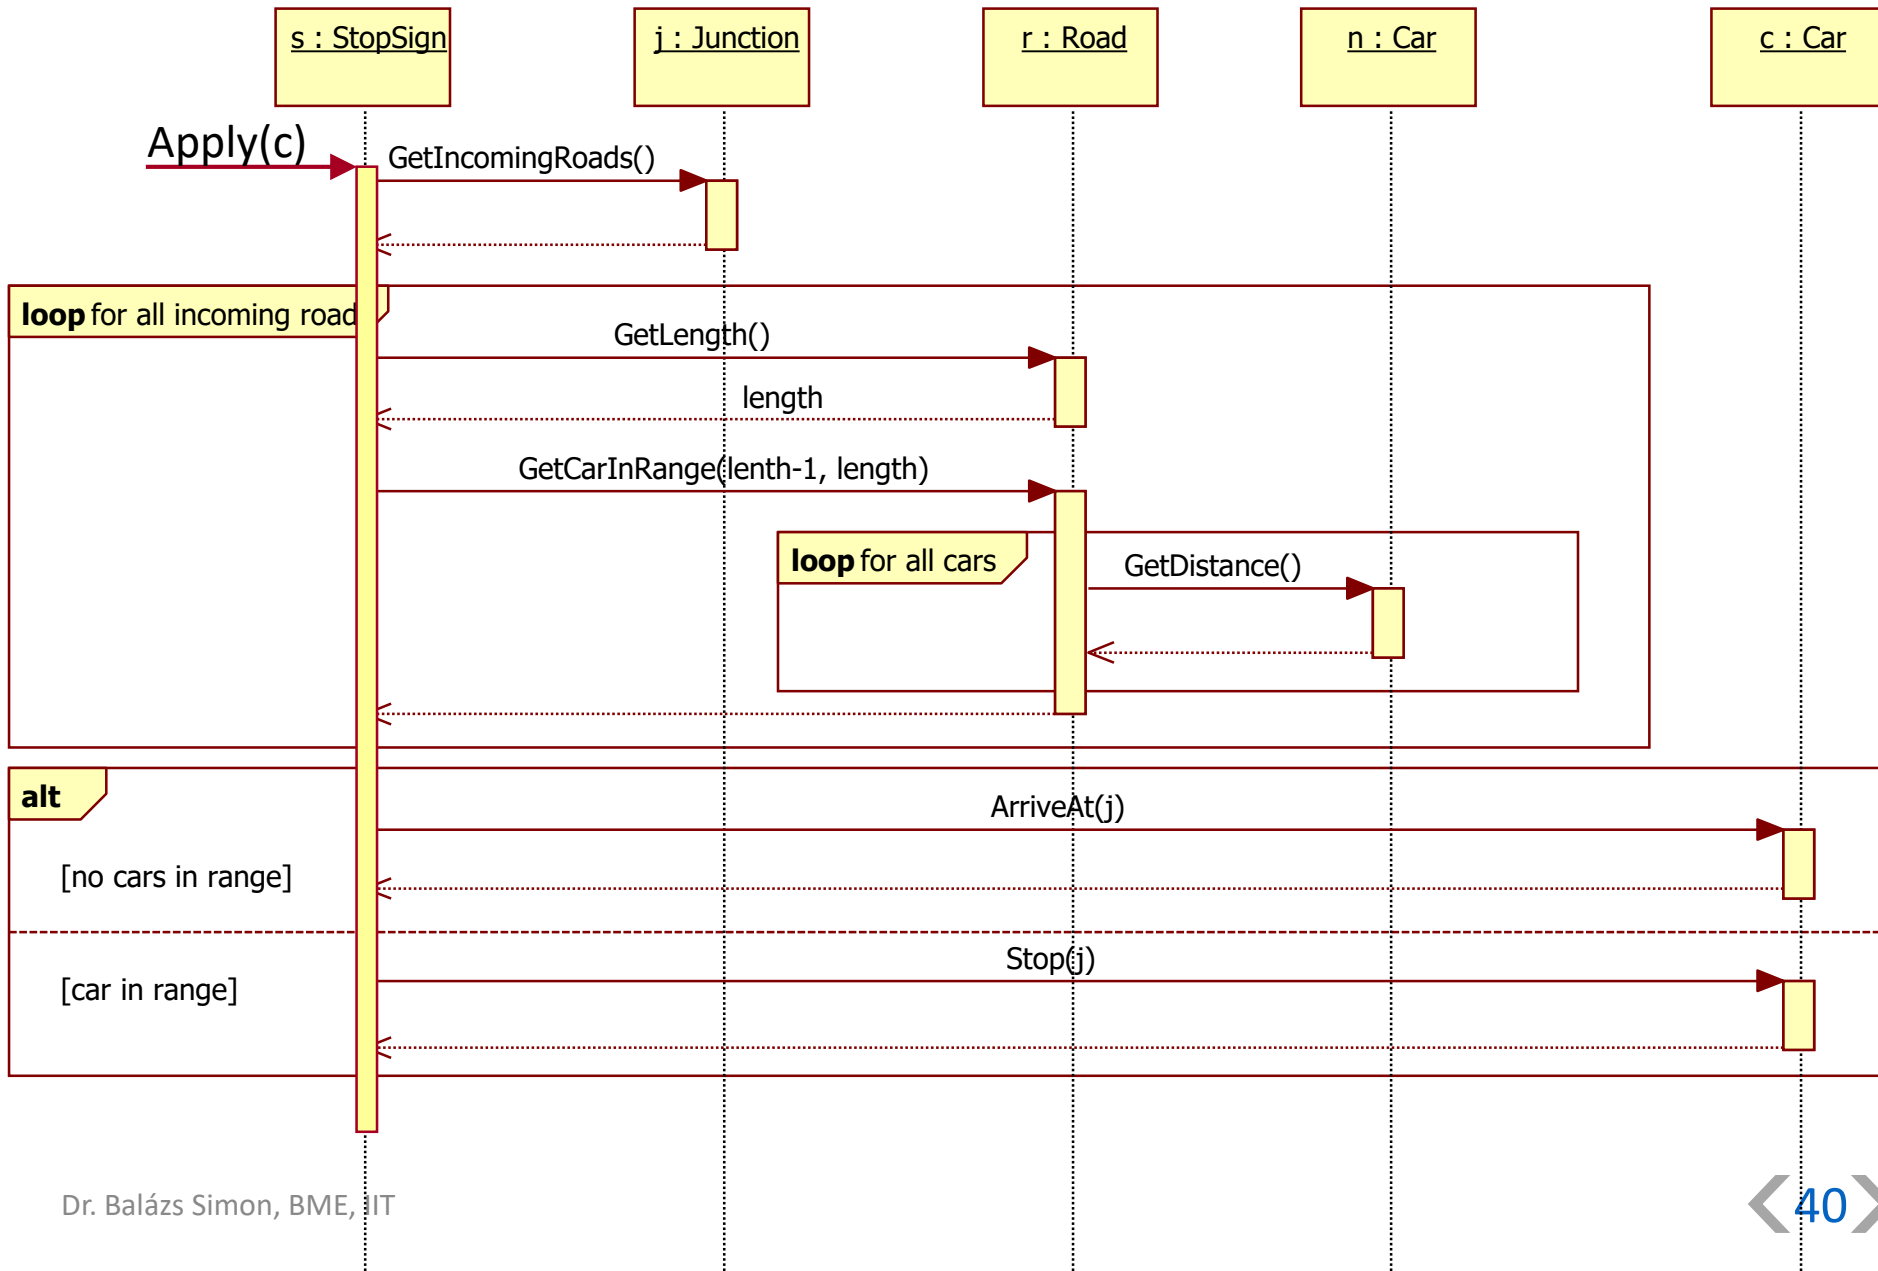 s : StopSign
j : Junction
r : Road
n : Car
c : Car
Apply(c)
GetIncomingRoads()
loop for all incoming road
GetLength()
length
GetCarInRange(lenth-1, length)
loop for all cars
GetDistance()
alt
ArriveAt(j)
[no cars in range]
Stop(j)
[car in range]
Dr. Balázs Simon, BME, IIT
40